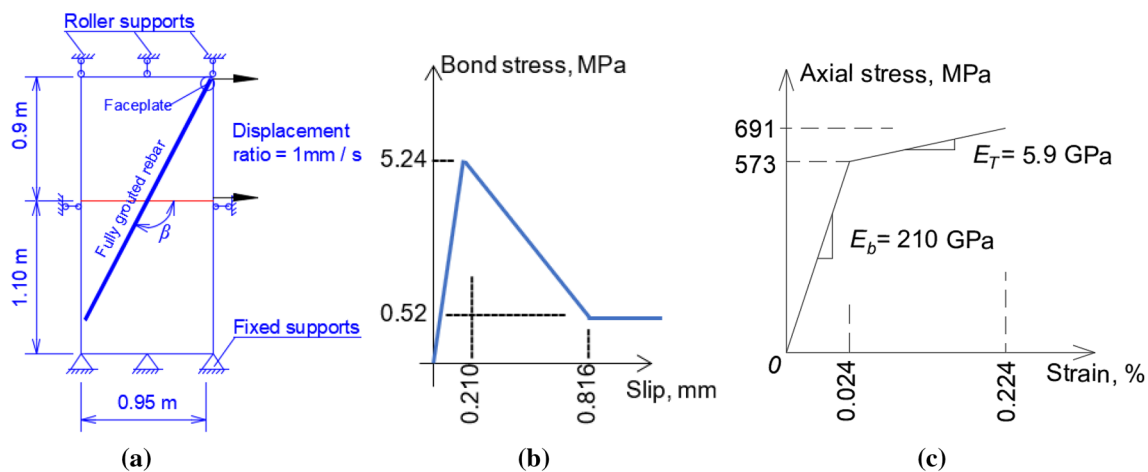 Roller supports
Faceplate
0.9 m
Displacement
ratio = 1mm / s
Fully grouted rebar
β
1.10 m
Fixed supports
0.95 m
(a)
Bond stress, MPa
5.24
0.52
0.210
0.816
Slip, mm
(b)
Axial stress, MPa
691
573
E_T= 5.9 GPa
E_b= 210 GPa
0
0.024
0.224
Strain, %
(c)